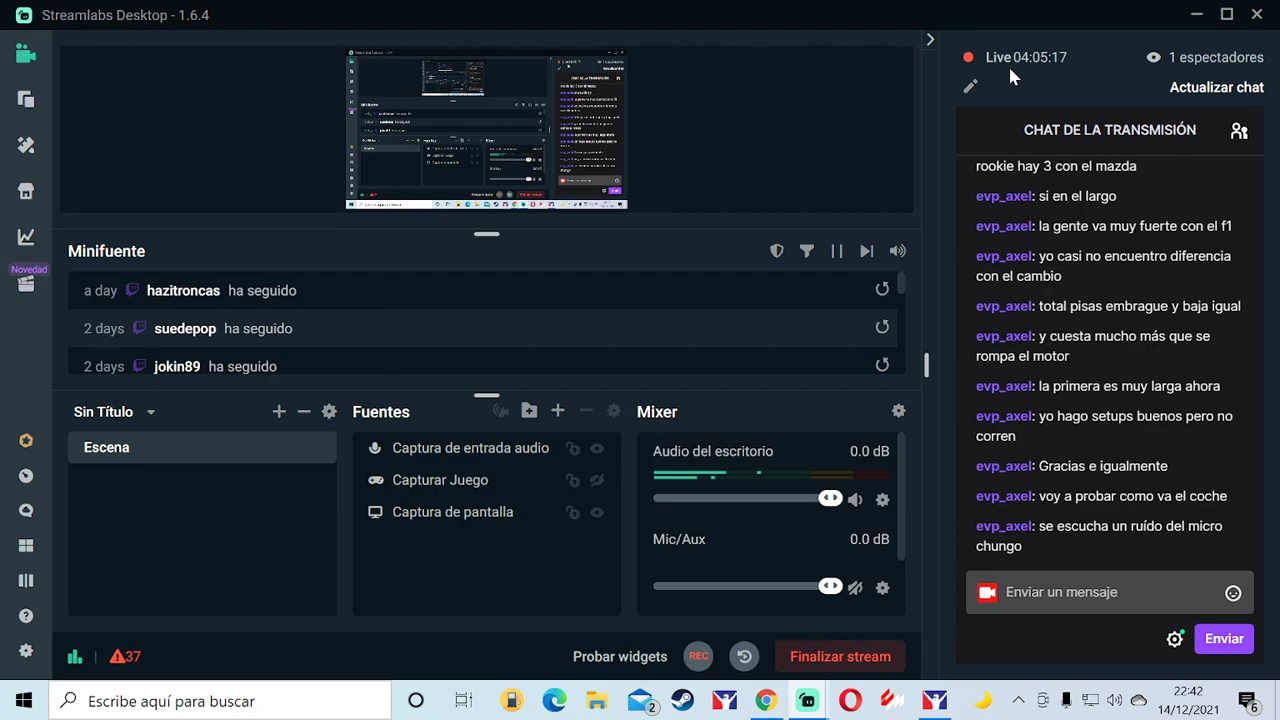 Streamlabs Desktop - 1.6.4
Live 04:05:17
1 espectadores
Actualizar chat
AT DE LA TRANSMISIÓN
rookies a 3 con el mazda
evp_axel: no en el largo
evp_axel: la gente va muy fuerte con el f1
evp_axel: yo casi no encuentro diferencia
con el cambio
evp_axel: total pisas embrague y baja igual
evp_axel: y cuesta mucho más que se
rompa el motor
evp_axel: la primera es muy larga ahora
evp_axel: yo hago setups buenos pero no
corren
evp_axel: Gracias e igualmente
evp_axel: voy a probar como va el coche
evp_axel: se escucha un ruído del micro
chungo
Enviar un mensaje
Enviar
Novedad
Minifuente
a day hazitroncas ha seguido
2 days suedepop ha seguido
2 days jokin89 ha seguido
Sin Título
Escena
Fuentes
Captura de entrada audio
Capturar Juego
Captura de pantalla
Mixer
Audio del escritorio 0.0 dB
Mic/Aux 0.0 dB
37
Probar widgets
REC
Finalizar stream
Escribe aquí para buscar
2
22:42
14/12/2021
6